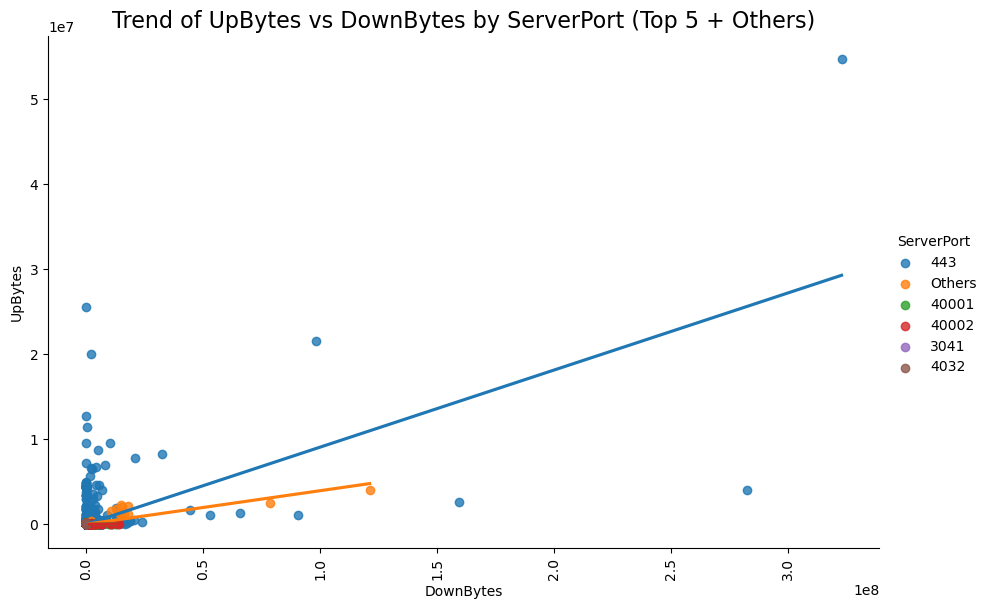 Trend of UpBytes vs DownBytes by ServerPort (Top 5 + Others)
1e7
5
4
3
2
1
0
UpBytes
0.0
0.5
1.0
1.5
2.0
2.5
3.0
1e8
DownBytes
ServerPort
443
Others
40001
40002
3041
4032